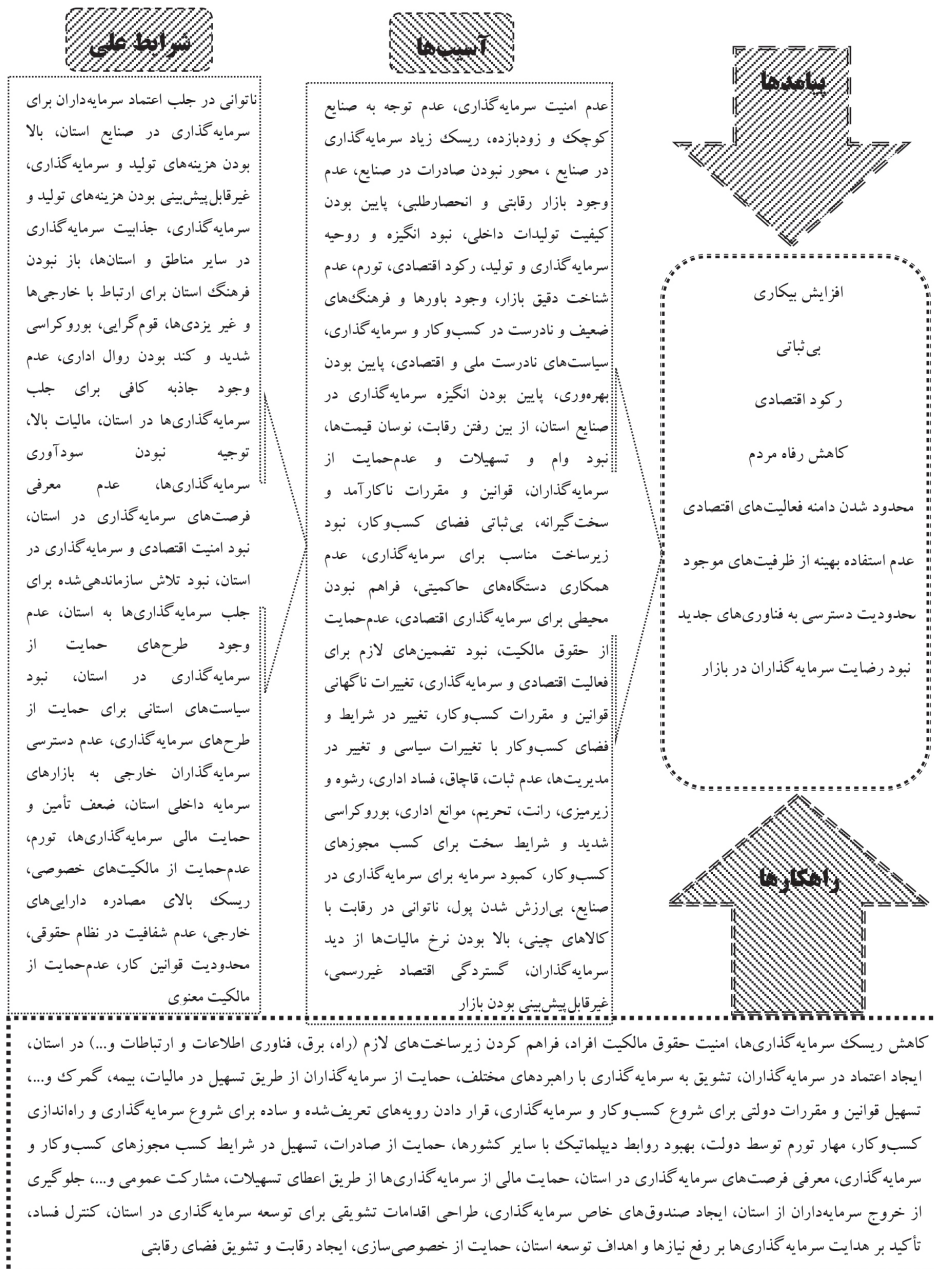 شرایط علی
ناتوانی در جلب اعتماد سرمایه‌داران برای
سرمایه‌گذاری در صنایع استان، بالا
بودن هزینه‌های تولید و سرمایه‌گذاری،
غیرقابل‌پیش‌بینی بودن هزینه‌های تولید و
سرمایه‌گذاری، جذابیت سرمایه‌گذاری
در سایر مناطق و استان‌ها، باز نبودن
فرهنگ استان برای ارتباط با خارجی‌ها
و غیر یزدی‌ها، قوم‌گرایی، بوروکراسی
شدید و کند بودن روال اداری، عدم
وجود جاذبه کافی برای جلب
سرمایه‌گذاری‌ها در استان، مالیات بالا،
توجیه نبودن سودآوری
سرمایه‌گذاری‌ها، عدم معرفی
فرصت‌های سرمایه‌گذاری در استان،
نبود امنیت اقتصادی و سرمایه‌گذاری در
استان، نبود تلاش سازماندهی‌شده برای
جلب سرمایه‌گذاری‌ها به استان، عدم
وجود طرح‌های حمایت از
سرمایه‌گذاری در استان، نبود
سیاست‌های استانی برای حمایت از
طرح‌های سرمایه‌گذاری، عدم دسترسی
سرمایه‌گذاران خارجی به بازارهای
سرمایه داخلی استان، ضعف تأمین و
حمایت مالی سرمایه‌گذاری‌ها، تورم،
عدم‌حمایت از مالکیت‌های خصوصی،
ریسک بالای مصادره دارایی‌های
خارجی، عدم شفافیت در نظام حقوقی،
محدودیت قوانین کار، عدم‌حمایت از
مالکیت معنوی
آسیب‌ها
عدم امنیت سرمایه‌گذاری، عدم توجه به صنایع
کوچک و زودبازده، ریسک زیاد سرمایه‌گذاری
در صنایع ، محور نبودن صادرات در صنایع، عدم
وجود بازار رقابتی و انحصارطلبی، پایین بودن
کیفیت تولیدات داخلی، نبود انگیزه و روحیه
سرمایه‌گذاری و تولید، رکود اقتصادی، تورم، عدم
شناخت دقیق بازار، وجود باورها و فرهنگ‌های
ضعیف و نادرست در کسب‌وکار و سرمایه‌گذاری،
سیاست‌های نادرست ملی و اقتصادی، پایین بودن
بهره‌وری، پایین بودن انگیزه سرمایه‌گذاری در
صنایع استان، از بین رفتن رقابت، نوسان قیمت‌ها،
نبود وام و تسهیلات و عدم‌حمایت از
سرمایه‌گذاران، قوانین و مقررات ناکارآمد و
سخت‌گیرانه، بی‌ثباتی فضای کسب‌وکار، نبود
زیرساخت مناسب برای سرمایه‌گذاری، عدم
همکاری دستگاه‌های حاکمیتی، فراهم نبودن
محیطی برای سرمایه‌گذاری اقتصادی، عدم‌حمایت
از حقوق مالکیت، نبود تضمین‌های لازم برای
فعالیت اقتصادی و سرمایه‌گذاری، تغییرات ناگهانی
قوانین و مقررات کسب‌وکار، تغییر در شرایط و
فضای کسب‌وکار با تغییرات سیاسی و تغییر در
مدیریت‌ها، عدم ثبات، قاچاق، فساد اداری، رشوه و
زیرمیزی، رانت، تحریم، موانع اداری، بوروکراسی
شدید و شرایط سخت برای کسب مجوزهای
کسب‌وکار، کمبود سرمایه برای سرمایه‌گذاری در
صنایع، بی‌ارزش شدن پول، ناتوانی در رقابت با
کالاهای چینی، بالا بودن نرخ مالیات‌ها از دید
سرمایه‌گذاران، گستردگی اقتصاد غیررسمی،
غیرقابل‌پیش‌بینی بودن بازار
پیامدها
افزایش بیکاری
بی‌ثباتی
رکود اقتصادی
کاهش رفاه مردم
محدود شدن دامنه فعالیت‌های اقتصادی
عدم استفاده بهینه از ظرفیت‌های موجود
محدودیت دسترسی به فناوری‌های جدید
نبود رضایت سرمایه‌گذاران در بازار
راهکارها
کاهش ریسک سرمایه‌گذاری‌ها، امنیت حقوق مالکیت افراد، فراهم کردن زیرساخت‌های لازم (راه، برق، فناوری اطلاعات و ارتباطات و...) در استان،
ایجاد اعتماد در سرمایه‌گذاران، تشویق به سرمایه‌گذاری با راهبردهای مختلف، حمایت از سرمایه‌گذاران از طریق تسهیل در مالیات، بیمه، گمرک و...،
تسهیل قوانین و مقررات دولتی برای شروع کسب‌وکار و سرمایه‌گذاری، قرار دادن رویه‌های تعریف‌شده و ساده برای شروع سرمایه‌گذاری و راه‌اندازی
کسب‌وکار، مهار تورم توسط دولت، بهبود روابط دیپلماتیک با سایر کشورها، حمایت از صادرات، تسهیل در شرایط کسب مجوزهای کسب‌وکار و
سرمایه‌گذاری، معرفی فرصت‌های سرمایه‌گذاری در استان، حمایت مالی از سرمایه‌گذاری‌ها از طریق اعطای تسهیلات، مشارکت عمومی و...، جلوگیری
از خروج سرمایه‌داران از استان، ایجاد صندوق‌های خاص سرمایه‌گذاری، طراحی اقدامات تشویقی برای توسعه سرمایه‌گذاری در استان، کنترل فساد،
تأکید بر هدایت سرمایه‌گذاری‌ها بر رفع نیازها و اهداف توسعه استان، حمایت از خصوصی‌سازی، ایجاد رقابت و تشویق فضای رقابتی